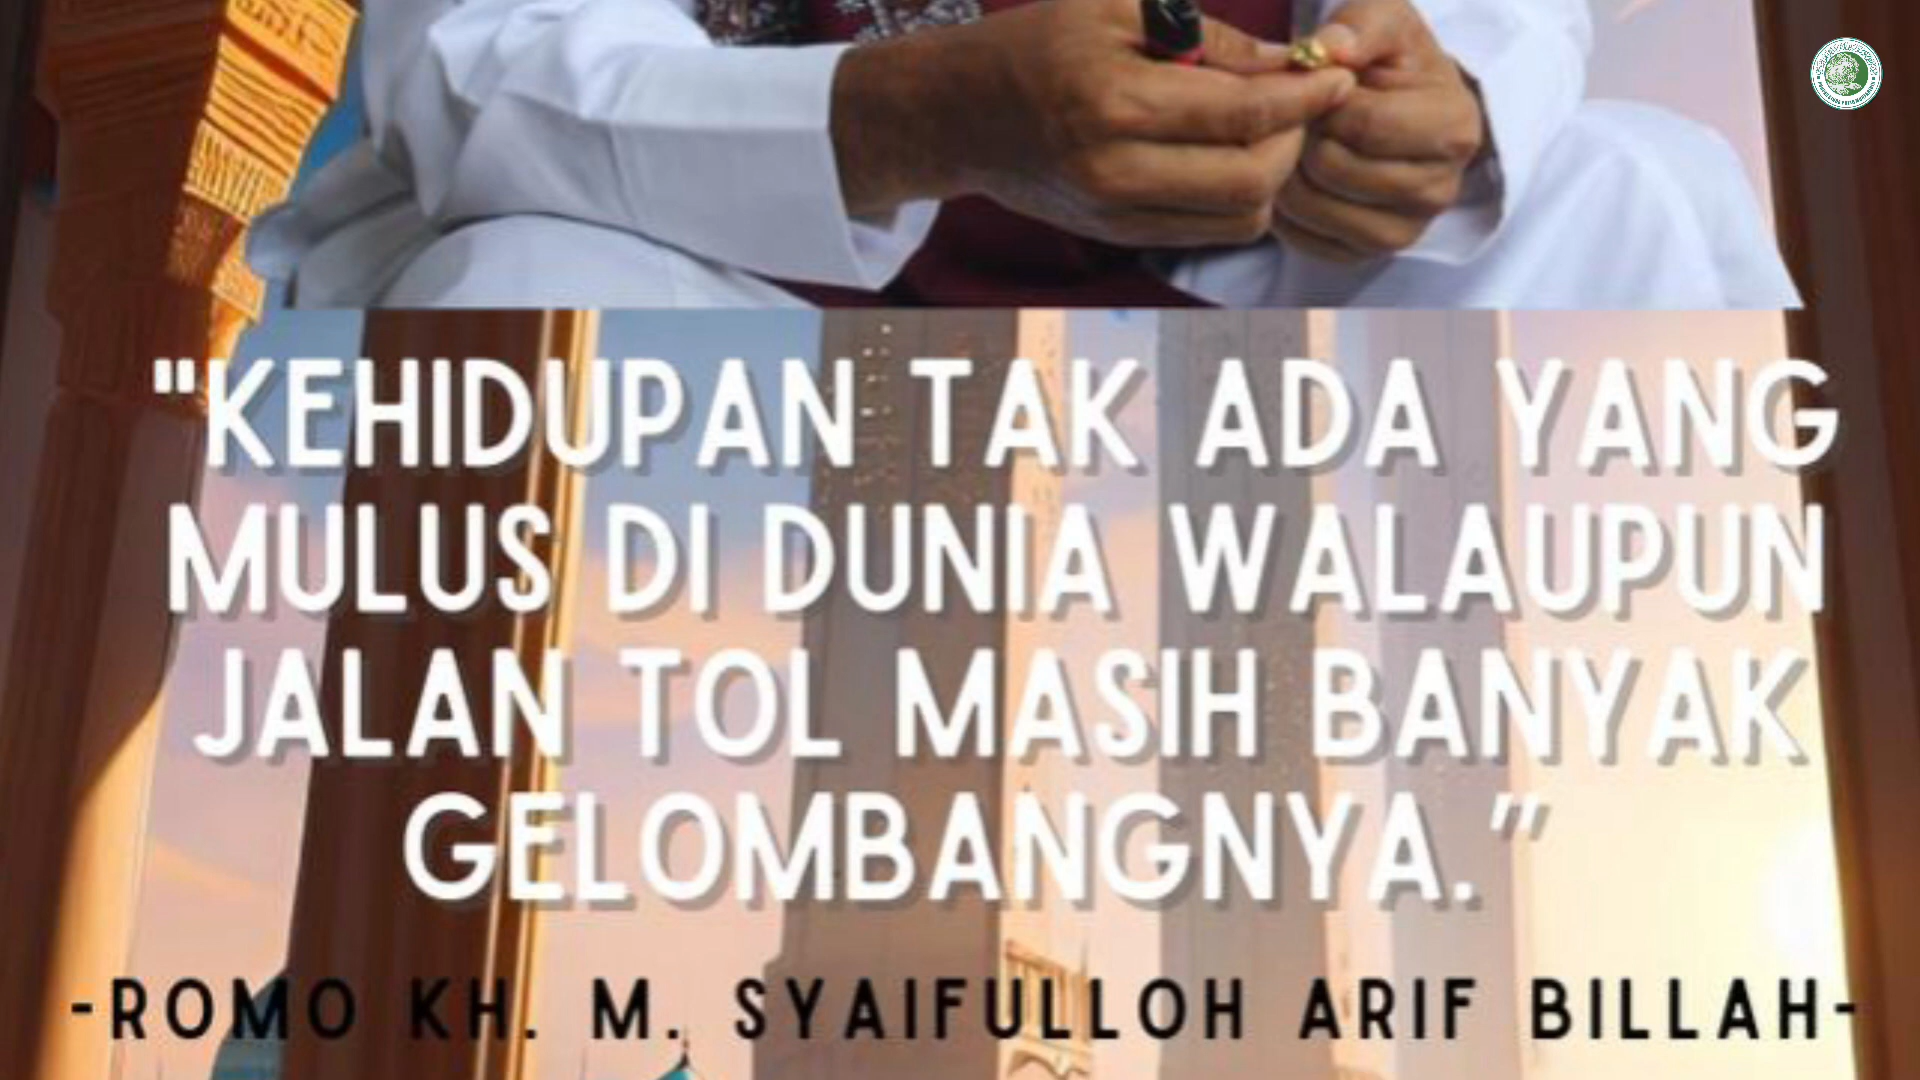 "KEHIDUPAN TAK ADA YANG
MULUS DI DUNIA WALAUPUN
JALAN TOL MASIH BANYAK
GELOMBANGNYA."
-ROMO KH. M. SYAIFULLOH ARIF BILLAH-